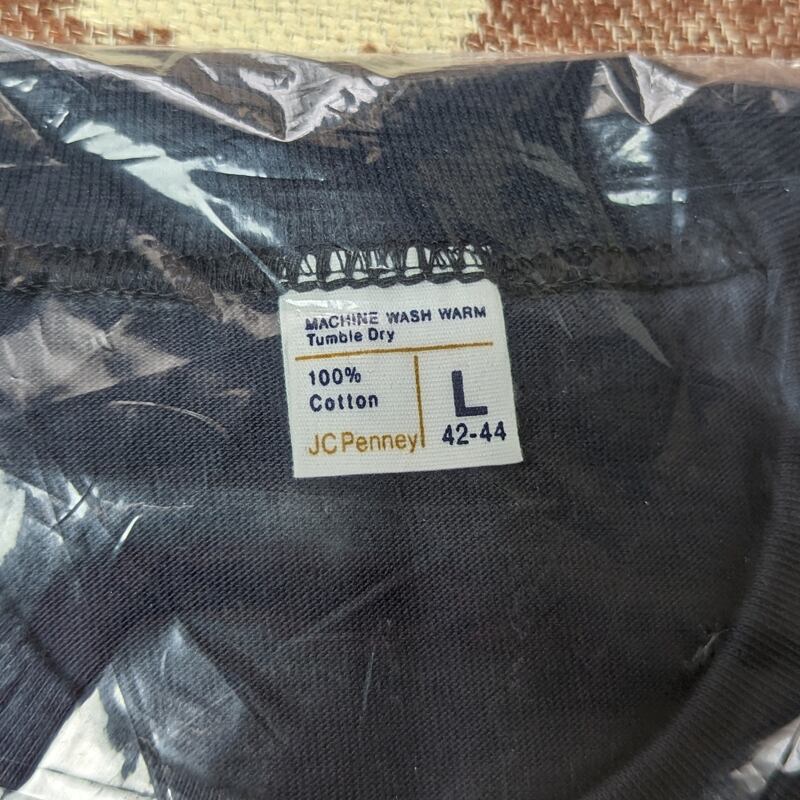 MACHINE WASH WARM
Tumble Dry
100%
Cotton
JCPenney
L
42-44